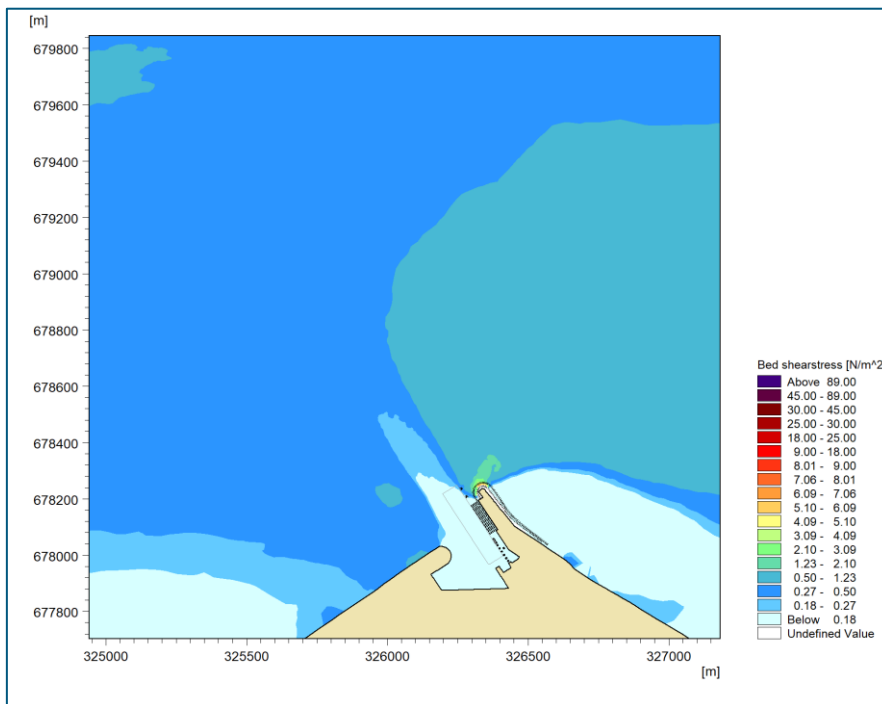 [m]
679800
679600
679400
679200
679000
678800
678600
678400
678200
678000
677800
325000 325500 326000 326500 327000
[m]
Bed shearstress [N/m^2
Above 89.00
45.00 - 89.00
30.00 - 45.00
25.00 - 30.00
18.00 - 25.00
9.00 - 18.00
8.01 - 9.00
7.06 - 8.01
6.09 - 7.06
5.10 - 6.09
4.09 - 5.10
3.09 - 4.09
2.10 - 3.09
1.23 - 2.10
0.50 - 1.23
0.27 - 0.50
0.18 - 0.27
Below 0.18
Undefined Value